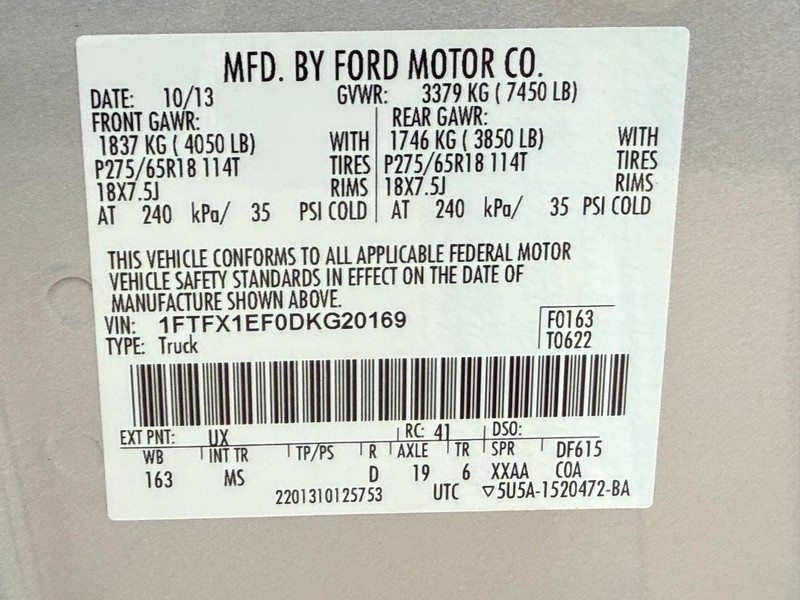 MFD. BY FORD MOTOR CO.
DATE: 10/13 GVWR: 3379 KG ( 7450 LB)
FRONT GAWR: REAR GAWR:
1837 KG ( 4050 LB) WITH 1746 KG ( 3850 LB) WITH
P275/65R18 114T TIRES P275/65R18 114T TIRES
18X7.5J RIMS 18X7.5J RIMS
AT 240 kPa/ 35 PSI COLD AT 240 kPa/ 35 PSI COLD
THIS VEHICLE CONFORMS TO ALL APPLICABLE FEDERAL MOTOR
VEHICLE SAFETY STANDARDS IN EFFECT ON THE DATE OF
MANUFACTURE SHOWN ABOVE.
VIN: 1FTFX1EF0DKG20169 F0163
TYPE: Truck T0622
EXT PNT: UX RC: 41 DSO:
WB INT TR TP/PS R AXLE TR SPR DF615
163 MS D 19 6 XXAA COA
2201310125753 UTC ▽5U5A-1520472-BA